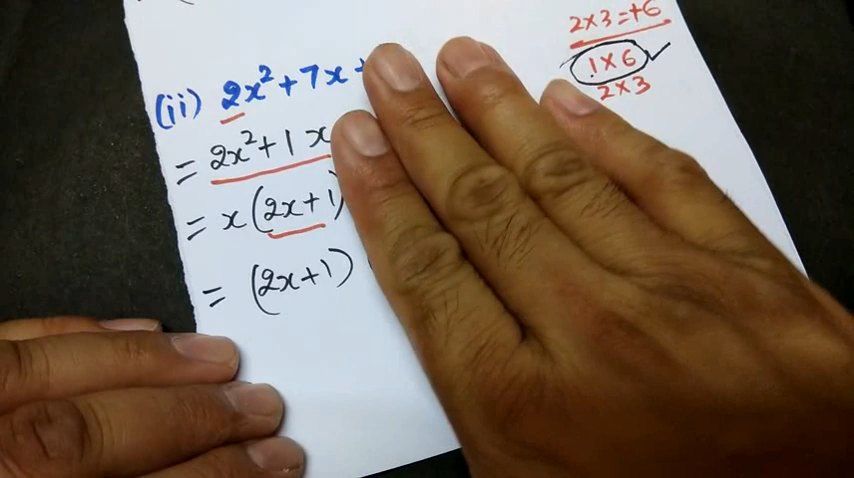 (ii) 2x² + 7x +
= 2x² + 1x
= x(2x+1)
= (2x+1)
2×3=+6
1×6 ✓
2×3